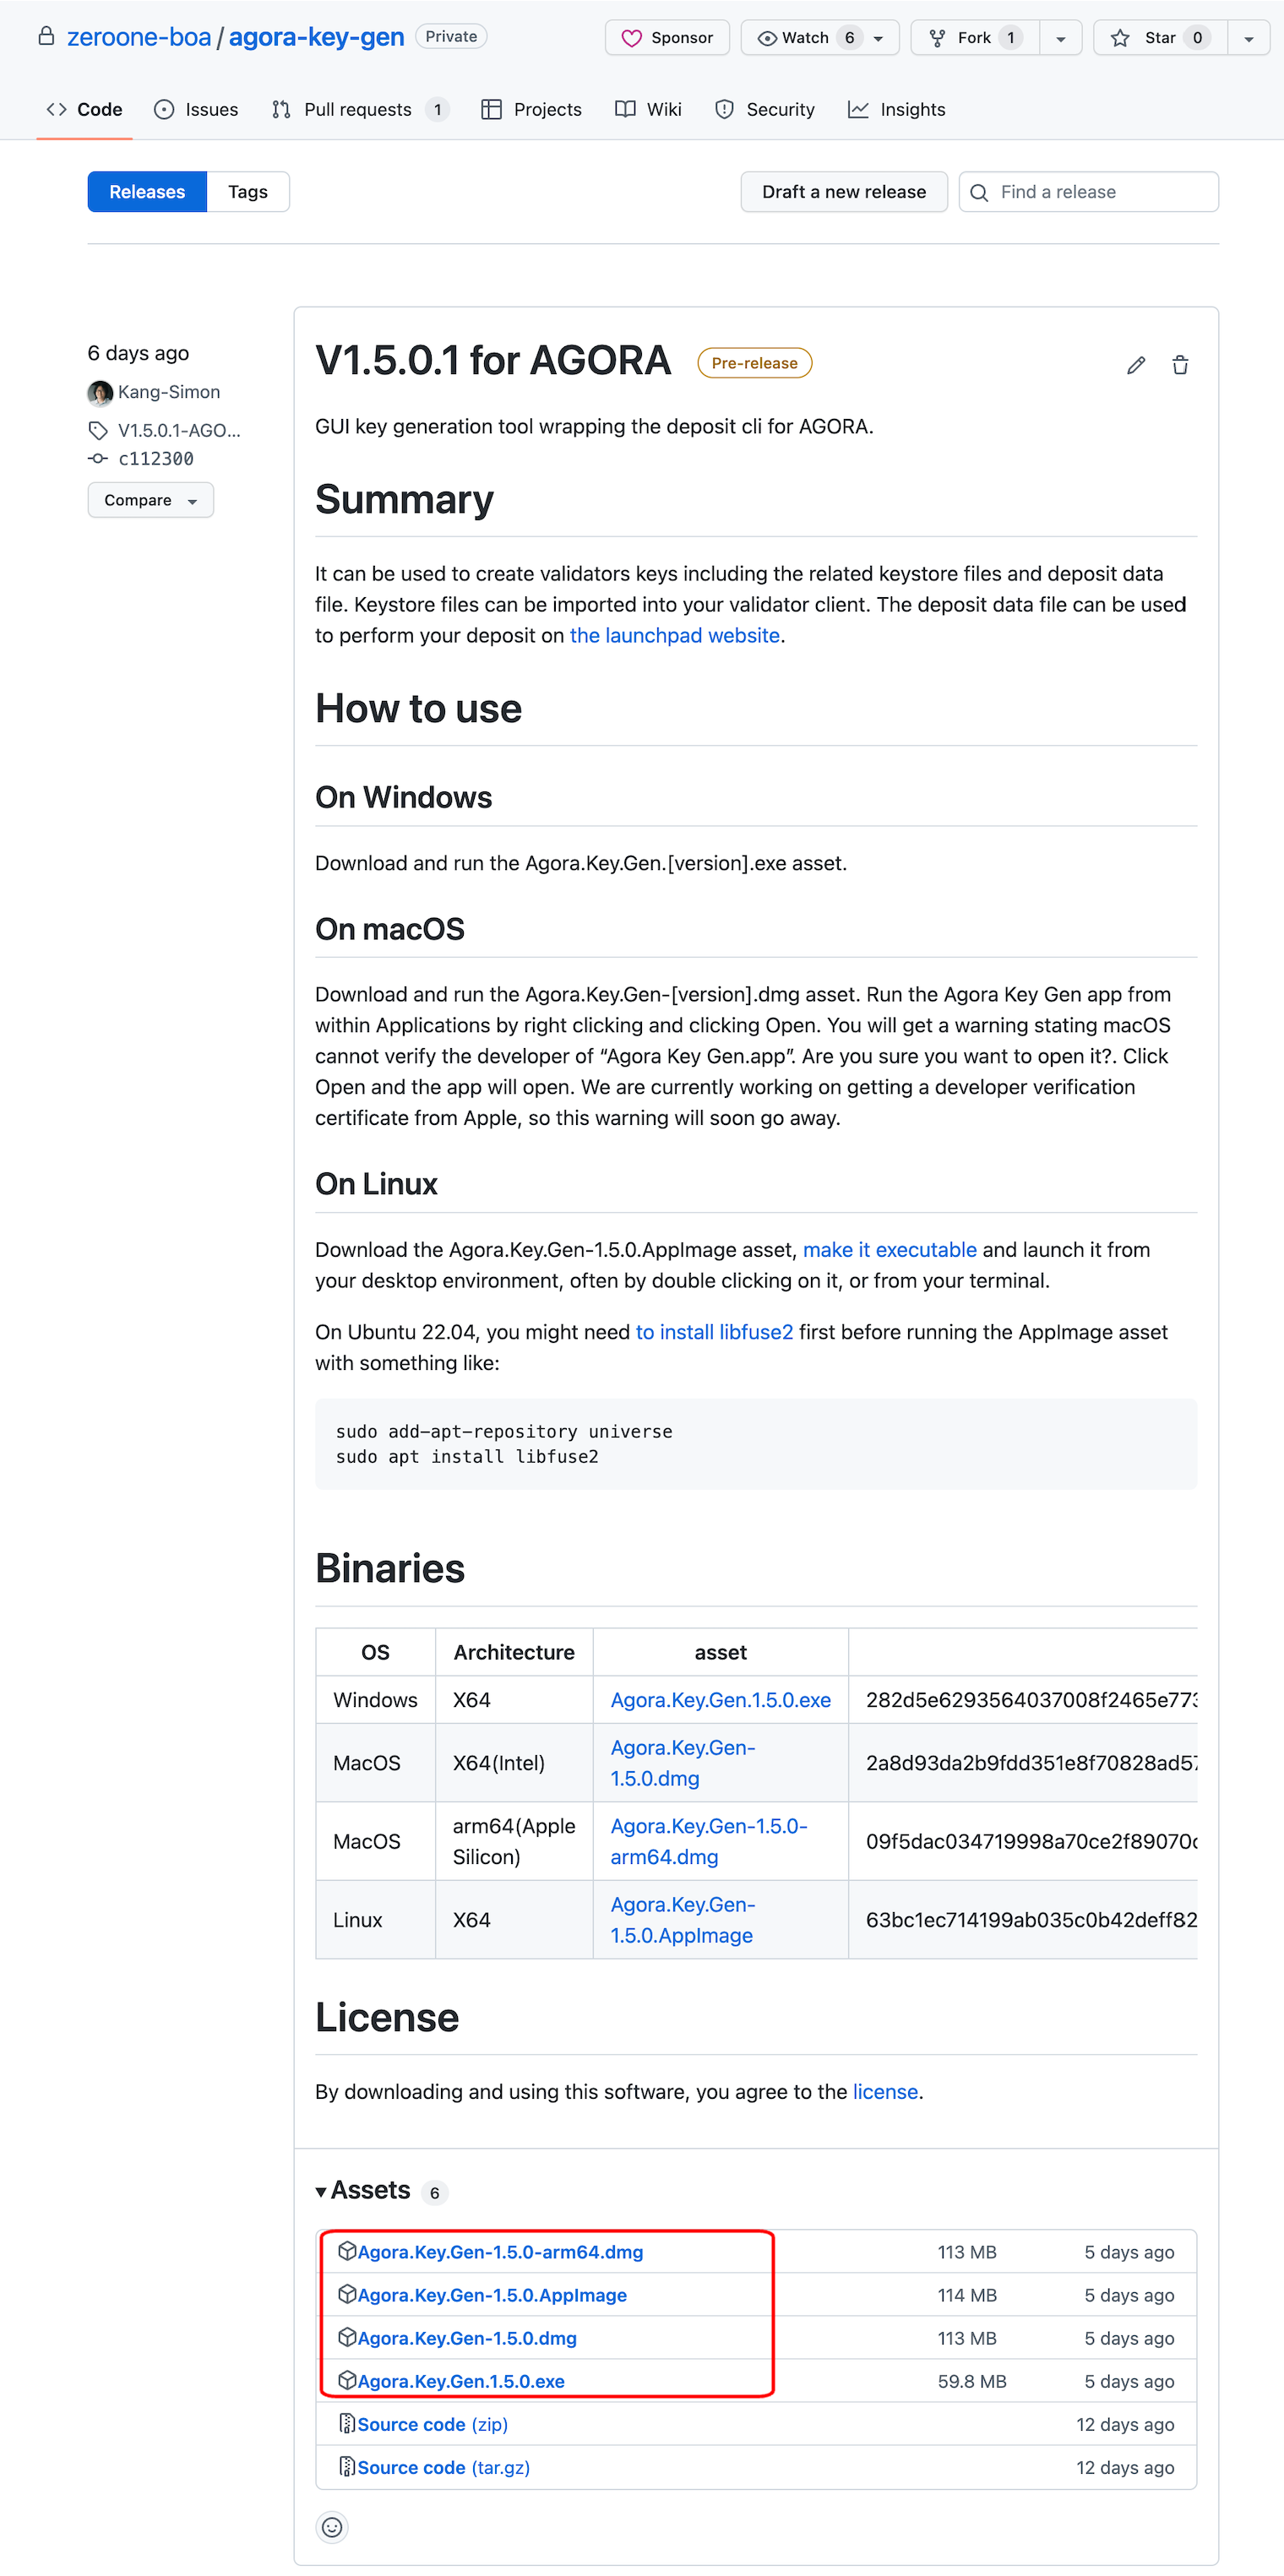 zeroone-boa / agora-key-gen Private
Sponsor Watch 6 Fork 1 Star 0
Code Issues Pull requests 1 Projects Wiki Security Insights
Releases Tags Draft a new release Find a release
6 days ago
Kang-Simon
V1.5.0.1-AGO...
c112300
Compare
V1.5.0.1 for AGORA Pre-release
GUI key generation tool wrapping the deposit cli for AGORA.
Summary
It can be used to create validators keys including the related keystore files and deposit data
file. Keystore files can be imported into your validator client. The deposit data file can be used
to perform your deposit on the launchpad website.
How to use
On Windows
Download and run the Agora.Key.Gen.[version].exe asset.
On macOS
Download and run the Agora.Key.Gen-[version].dmg asset. Run the Agora Key Gen app from
within Applications by right clicking and clicking Open. You will get a warning stating macOS
cannot verify the developer of “Agora Key Gen.app”. Are you sure you want to open it?. Click
Open and the app will open. We are currently working on getting a developer verification
certificate from Apple, so this warning will soon go away.
On Linux
Download the Agora.Key.Gen-1.5.0.AppImage asset, make it executable and launch it from
your desktop environment, often by double clicking on it, or from your terminal.
On Ubuntu 22.04, you might need to install libfuse2 first before running the AppImage asset
with something like:
sudo add-apt-repository universe
sudo apt install libfuse2
Binaries
OS Architecture asset
Windows X64 Agora.Key.Gen.1.5.0.exe 282d5e6293564037008f2465e773
MacOS X64(Intel) Agora.Key.Gen-
1.5.0.dmg 2a8d93da2b9fdd351e8f70828ad57
MacOS arm64(Apple
Silicon) Agora.Key.Gen-1.5.0-
arm64.dmg 09f5dac034719998a70ce2f89070c
Linux X64 Agora.Key.Gen-
1.5.0.AppImage 63bc1ec714199ab035c0b42deff82
License
By downloading and using this software, you agree to the license.
Assets 6
Agora.Key.Gen-1.5.0-arm64.dmg 113 MB 5 days ago
Agora.Key.Gen-1.5.0.AppImage 114 MB 5 days ago
Agora.Key.Gen-1.5.0.dmg 113 MB 5 days ago
Agora.Key.Gen.1.5.0.exe 59.8 MB 5 days ago
Source code (zip) 12 days ago
Source code (tar.gz) 12 days ago